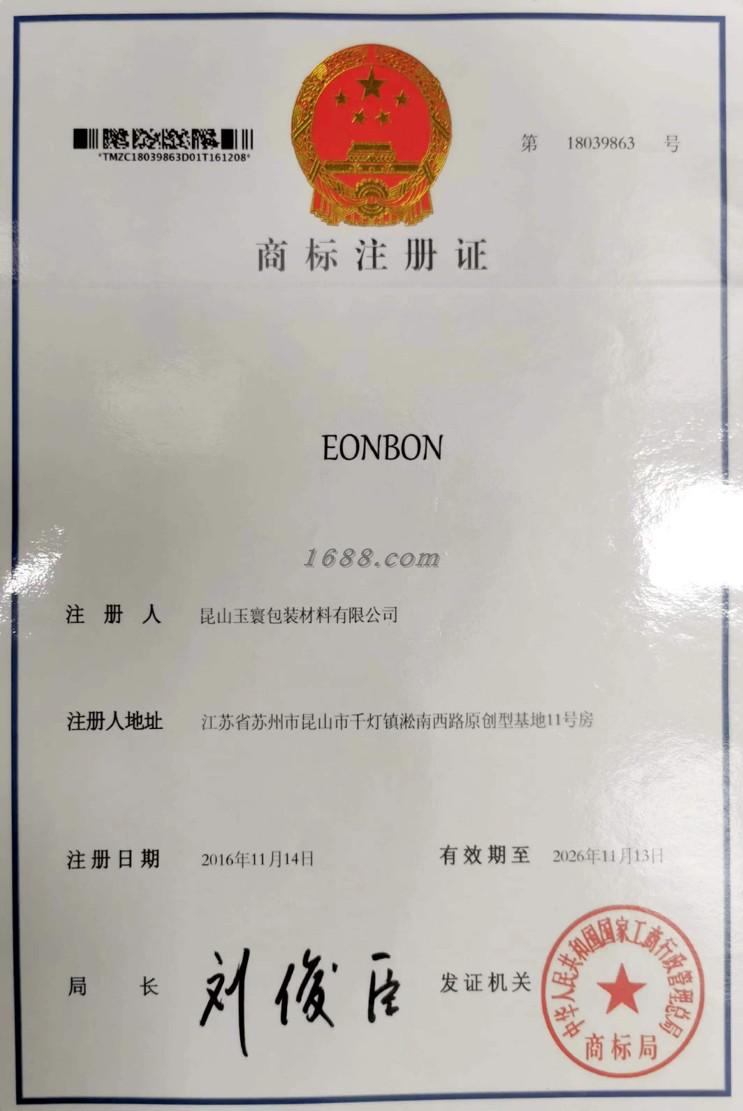 *TMZC18039863D01T161208*
第 18039863 号
商标注册证
EONBON
1688.com
注册人 昆山玉寰包装材料有限公司
注册人地址 江苏省苏州市昆山市千灯镇淞南西路原创型基地11号房
注册日期 2016年11月14日 有效期至 2026年11月13日
局长 刘俊臣 发证机关
中华人民共和国国家工商行政管理总局
商标局